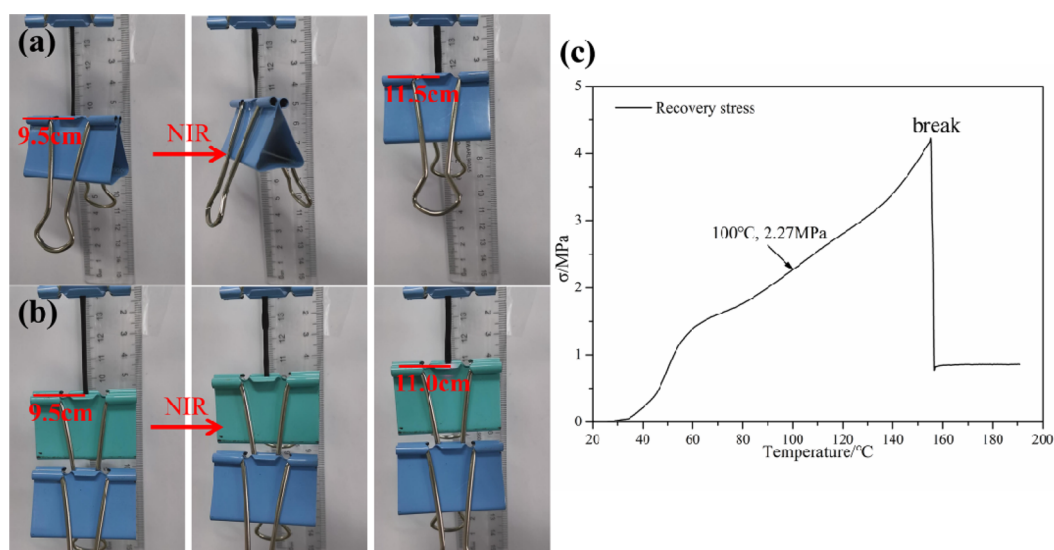 (a)
9.5cm
NIR
11.5cm
(b)
9.5cm
NIR
11.0cm
(c)
5
4
3
2
1
0
σ/MPa
Recovery stress
break
100℃, 2.27MPa
20 40 60 80 100 120 140 160 180 200
Temperature/℃